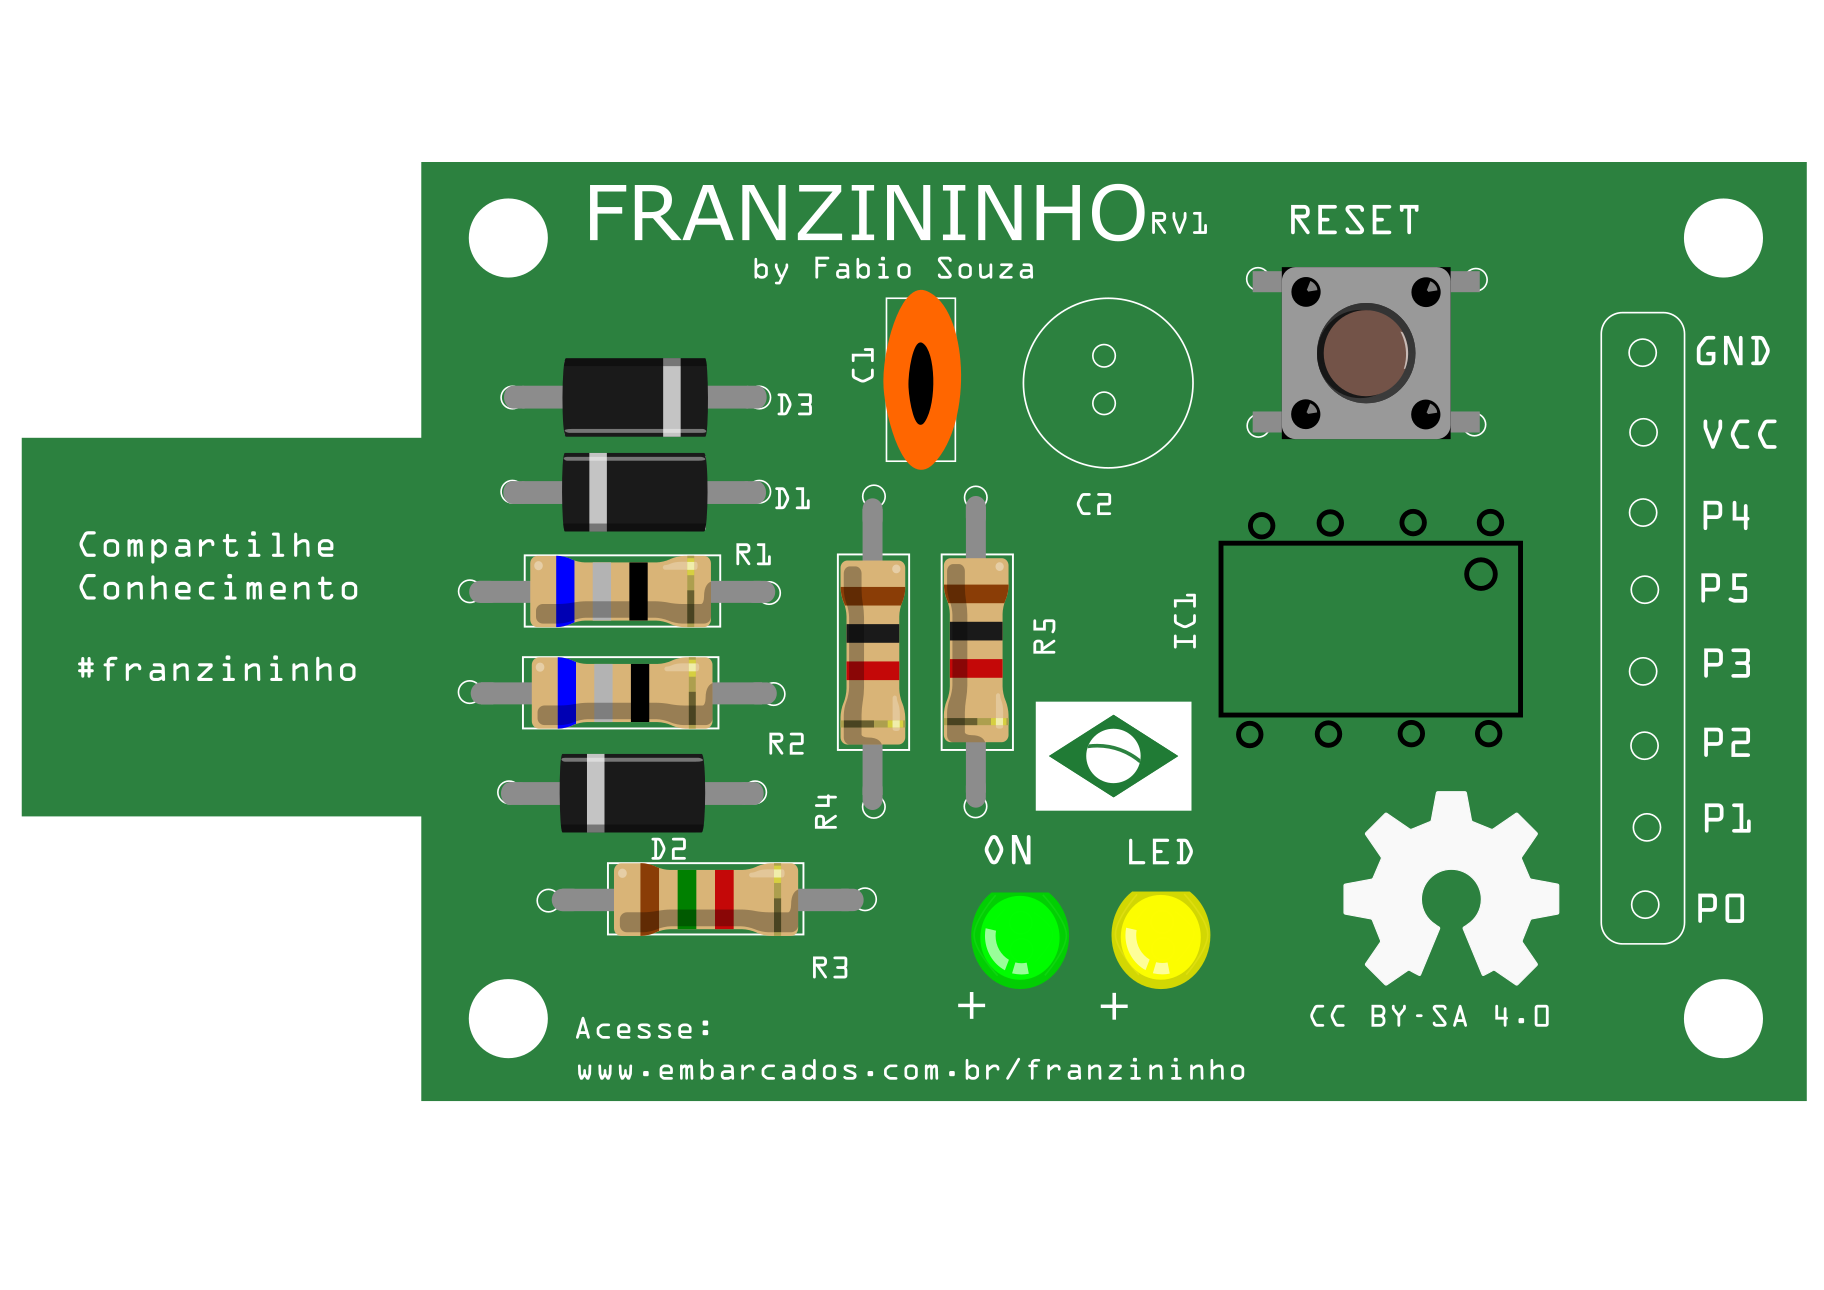 FRANZININHO RV1
by Fabio Souza
RESET
C1
D3
D1
C2
R1
R2
R4
R5
IC1
D2
R3
GND
VCC
P4
P5
P3
P2
P1
P0
Compartilhe
Conhecimento
#franzininho
ON
LED
+
+
CC BY-SA 4.0
Acesse:
www.embarcados.com.br/franzininho